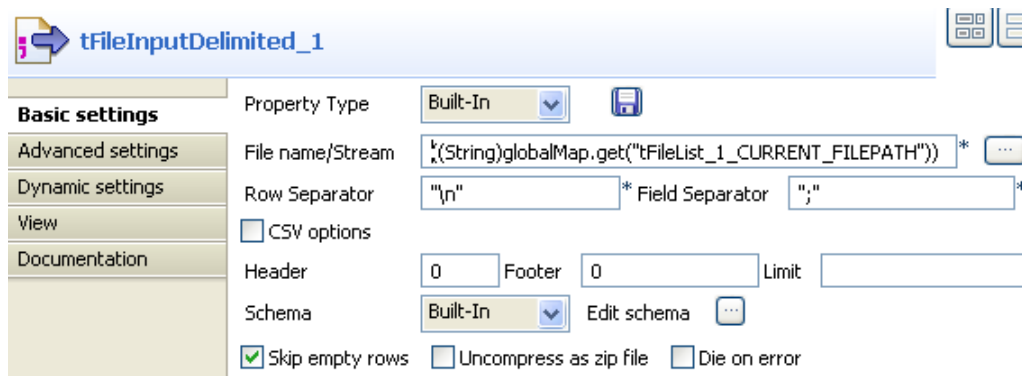 tFileInputDelimited_1
Basic settings
Advanced settings
Dynamic settings
View
Documentation
Property Type Built-In
File name/Stream ((String)globalMap.get("tFileList_1_CURRENT_FILEPATH")) * ...
Row Separator "\n" * Field Separator ";" *
CSV options
Header 0 Footer 0 Limit
Schema Built-In Edit schema ...
Skip empty rows Uncompress as zip file Die on error